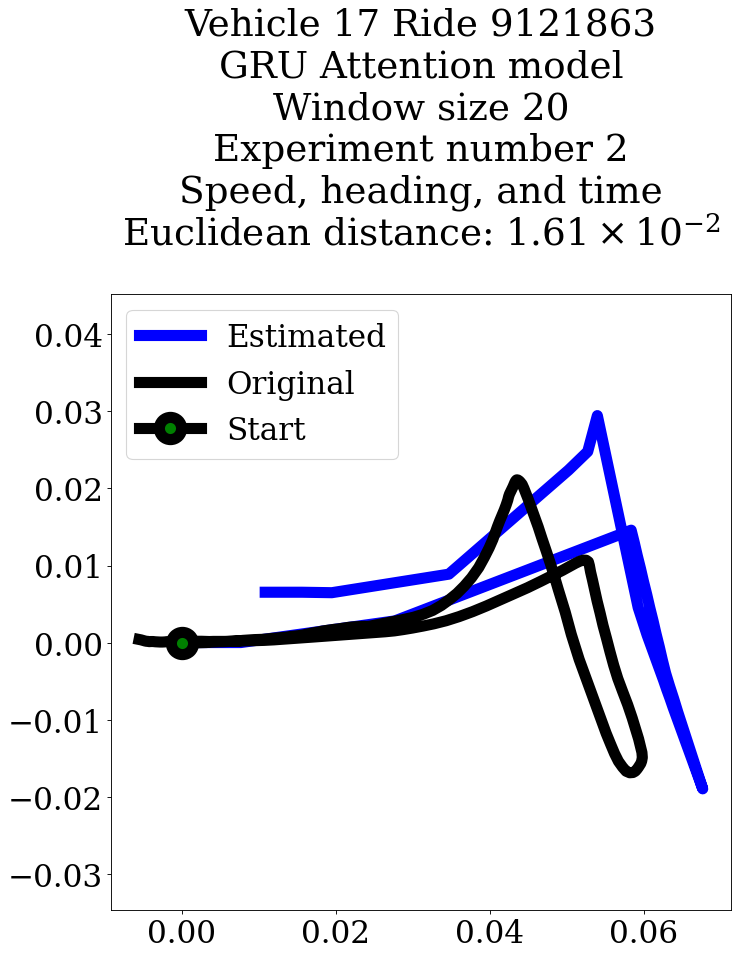 Vehicle 17 Ride 9121863
GRU Attention model
Window size 20
Experiment number 2
Speed, heading, and time
Euclidean distance: 1.61 × 10⁻²
Estimated
Original
Start
0.04
0.03
0.02
0.01
0.00
−0.01
−0.02
−0.03
0.00 0.02 0.04 0.06